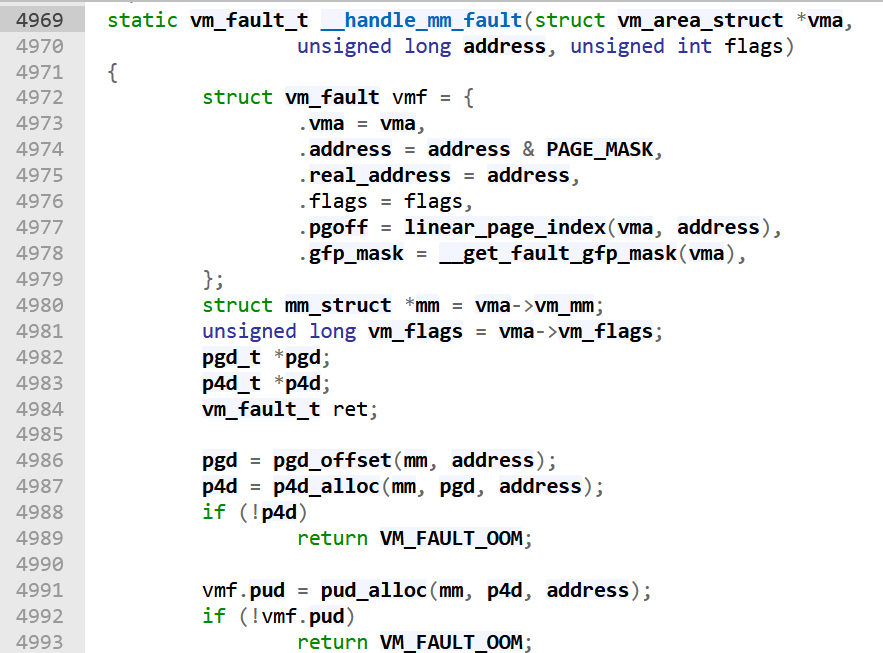 4969 static vm_fault_t __handle_mm_fault(struct vm_area_struct *vma,
4970                 unsigned long address, unsigned int flags)
4971 {
4972         struct vm_fault vmf = {
4973                 .vma = vma,
4974                 .address = address & PAGE_MASK,
4975                 .real_address = address,
4976                 .flags = flags,
4977                 .pgoff = linear_page_index(vma, address),
4978                 .gfp_mask = __get_fault_gfp_mask(vma),
4979         };
4980         struct mm_struct *mm = vma->vm_mm;
4981         unsigned long vm_flags = vma->vm_flags;
4982         pgd_t *pgd;
4983         p4d_t *p4d;
4984         vm_fault_t ret;
4985
4986         pgd = pgd_offset(mm, address);
4987         p4d = p4d_alloc(mm, pgd, address);
4988         if (!p4d)
4989                 return VM_FAULT_OOM;
4990
4991         vmf.pud = pud_alloc(mm, p4d, address);
4992         if (!vmf.pud)
4993                 return VM_FAULT_OOM;